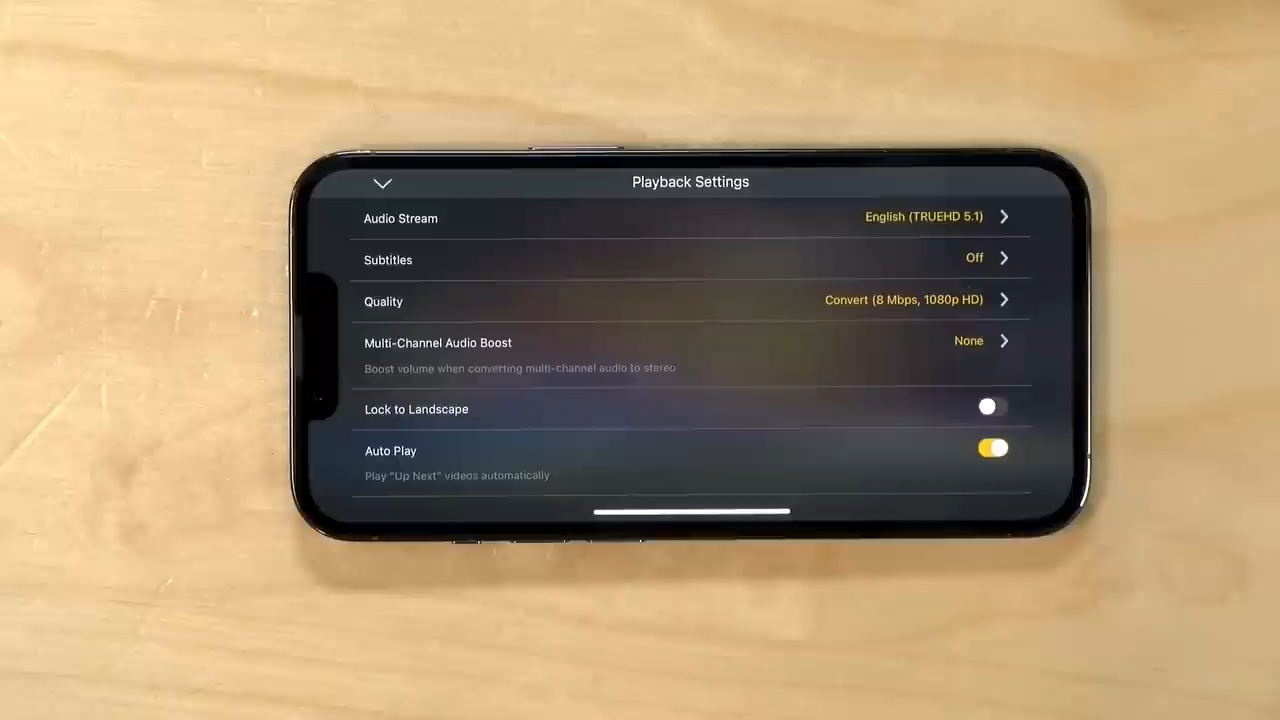 Playback Settings
Audio Stream English (TRUEHD 5.1)
Subtitles Off
Quality Convert (8 Mbps, 1080p HD)
Multi-Channel Audio Boost None
Boost volume when converting multi-channel audio to stereo
Lock to Landscape
Auto Play
Play "Up Next" videos automatically